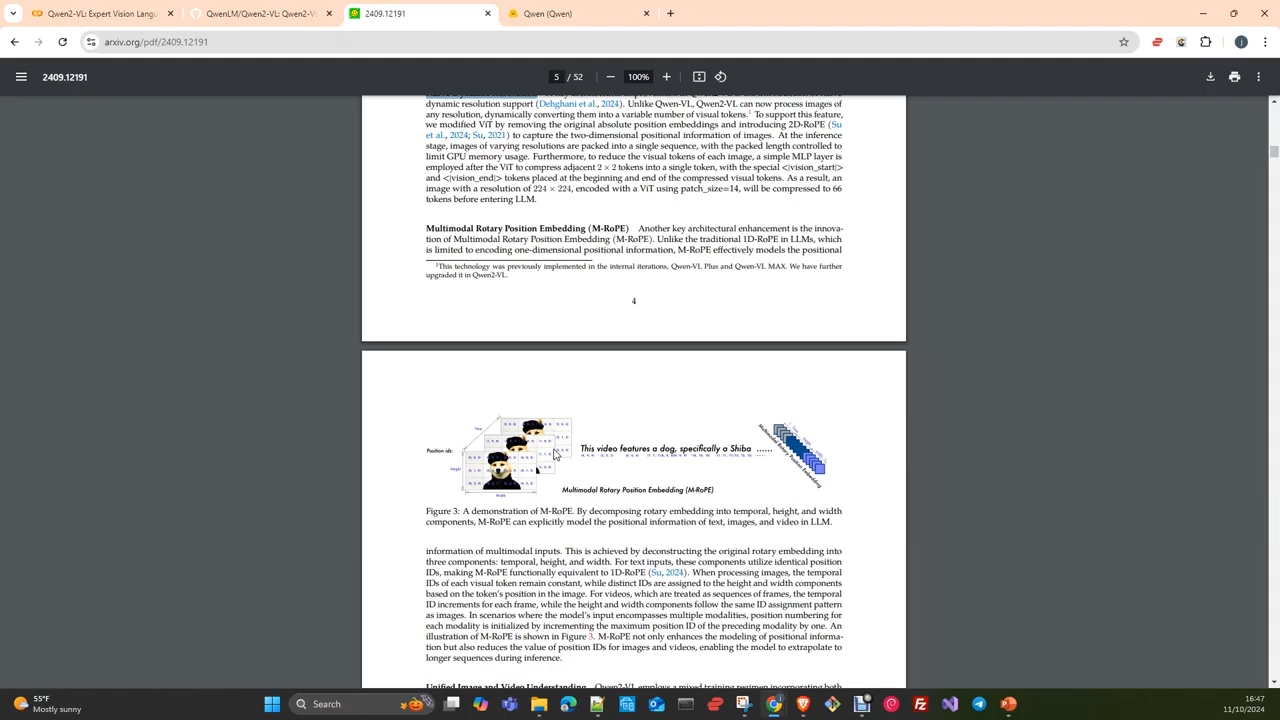 Qwen2-VL: Expert Vision Langu
QwenLM/Qwen2-VL: Qwen2-V
2409.12191
Qwen (Qwen)
arxiv.org/pdf/2409.12191
2409.12191
5 / 52
100%
dynamic resolution support (Dehghani et al., 2024). Unlike Qwen-VL, Qwen2-VL can now process images of
any resolution, dynamically converting them into a variable number of visual tokens.1 To support this feature,
we modified ViT by removing the original absolute position embeddings and introducing 2D-RoPE (Su
et al., 2024; Su, 2021) to capture the two-dimensional positional information of images. At the inference
stage, images of varying resolutions are packed into a single sequence, with the packed length controlled to
limit GPU memory usage. Furthermore, to reduce the visual tokens of each image, a simple MLP layer is
employed after the ViT to compress adjacent 2 × 2 tokens into a single token, with the special <|vision_start|>
and <|vision_end|> tokens placed at the beginning and end of the compressed visual tokens. As a result, an
image with a resolution of 224 × 224, encoded with a ViT using patch_size=14, will be compressed to 66
tokens before entering LLM.
Multimodal Rotary Position Embedding (M-RoPE) Another key architectural enhancement is the innova-
tion of Multimodal Rotary Position Embedding (M-RoPE). Unlike the traditional 1D-RoPE in LLMs, which
is limited to encoding one-dimensional positional information, M-RoPE effectively models the positional
1This technology was previously implemented in the internal iterations, Qwen-VL Plus and Qwen-VL MAX. We have further
upgraded it in Qwen2-VL.
4
Time
Position ids:
Height
Width
This video features a dog, specifically a Shiba ......
Multimodal Rotary Position Embedding
Multimodal Rotary Position Embedding (M-RoPE)
Figure 3: A demonstration of M-RoPE. By decomposing rotary embedding into temporal, height, and width
components, M-RoPE can explicitly model the positional information of text, images, and video in LLM.
information of multimodal inputs. This is achieved by deconstructing the original rotary embedding into
three components: temporal, height, and width. For text inputs, these components utilize identical position
IDs, making M-RoPE functionally equivalent to 1D-RoPE (Su, 2024). When processing images, the temporal
IDs of each visual token remain constant, while distinct IDs are assigned to the height and width components
based on the token's position in the image. For videos, which are treated as sequences of frames, the temporal
ID increments for each frame, while the height and width components follow the same ID assignment pattern
as images. In scenarios where the model's input encompasses multiple modalities, position numbering for
each modality is initialized by incrementing the maximum position ID of the preceding modality by one. An
illustration of M-RoPE is shown in Figure 3. M-RoPE not only enhances the modeling of positional informa-
tion but also reduces the value of position IDs for images and videos, enabling the model to extrapolate to
longer sequences during inference.
55°F
Mostly sunny
Search
16:47
11/10/2024